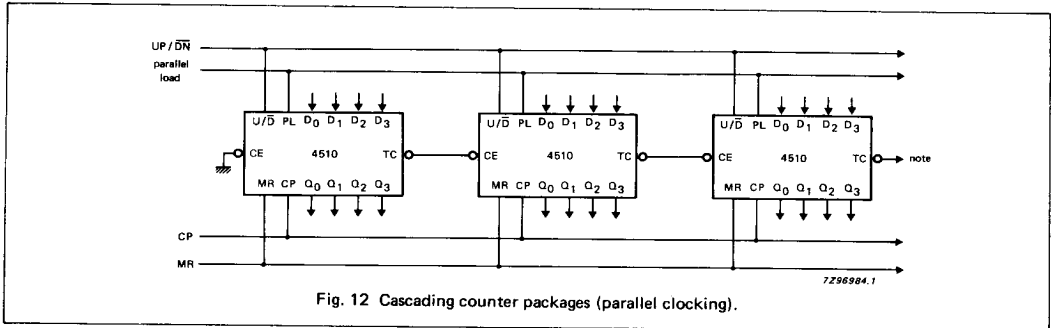 UP/DN
parallel
load
U/D PL D0 D1 D2 D3
CE 4510 TC
MR CP Q0 Q1 Q2 Q3
U/D PL D0 D1 D2 D3
CE 4510 TC
MR CP Q0 Q1 Q2 Q3
U/D PL D0 D1 D2 D3
CE 4510 TC
MR CP Q0 Q1 Q2 Q3
note
CP
MR
7Z96984.1
Fig. 12 Cascading counter packages (parallel clocking).